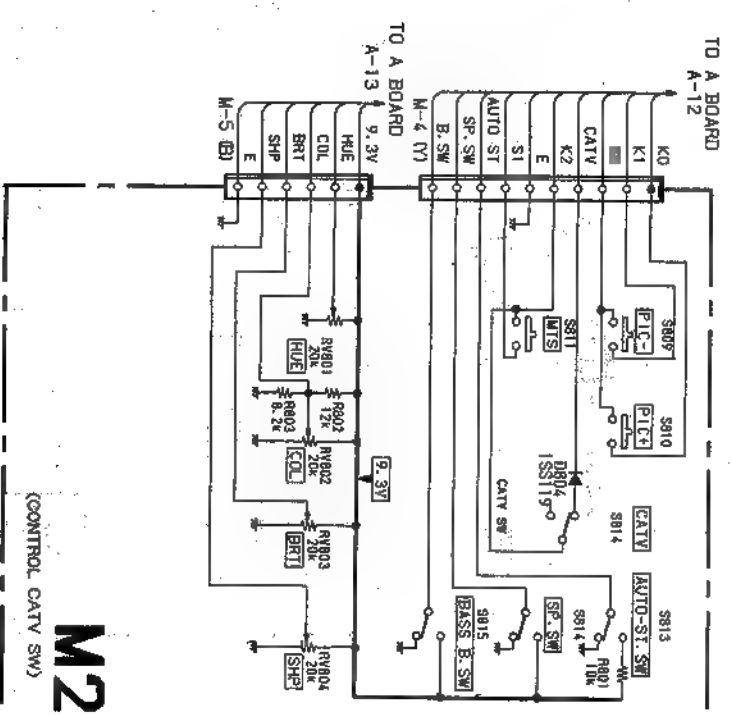 TO A BOARD
A-12
K0
K1
CATV
K2
E
S1
AUTO ST
SP.SW
B.SW
M-4 (Y)
TO A BOARD
A-13
9.3V
HUE
COL
BRT
SHP
E
M-5 (B)
S809
PIC-
S810
PIC+
S811
MTS
D804
1SS119
CATV SW
S814
CATV
S813
AUTO-ST.SW
S814
R801
10K
SP.SW
S815
BASS B.SW
9.3V
RV801
20k
HUE
R802
12k
R803
8.2k
RV802
20k
COL
RV803
20k
BRT
RV804
20k
SHP
(CONTROL CATV SW)
M2